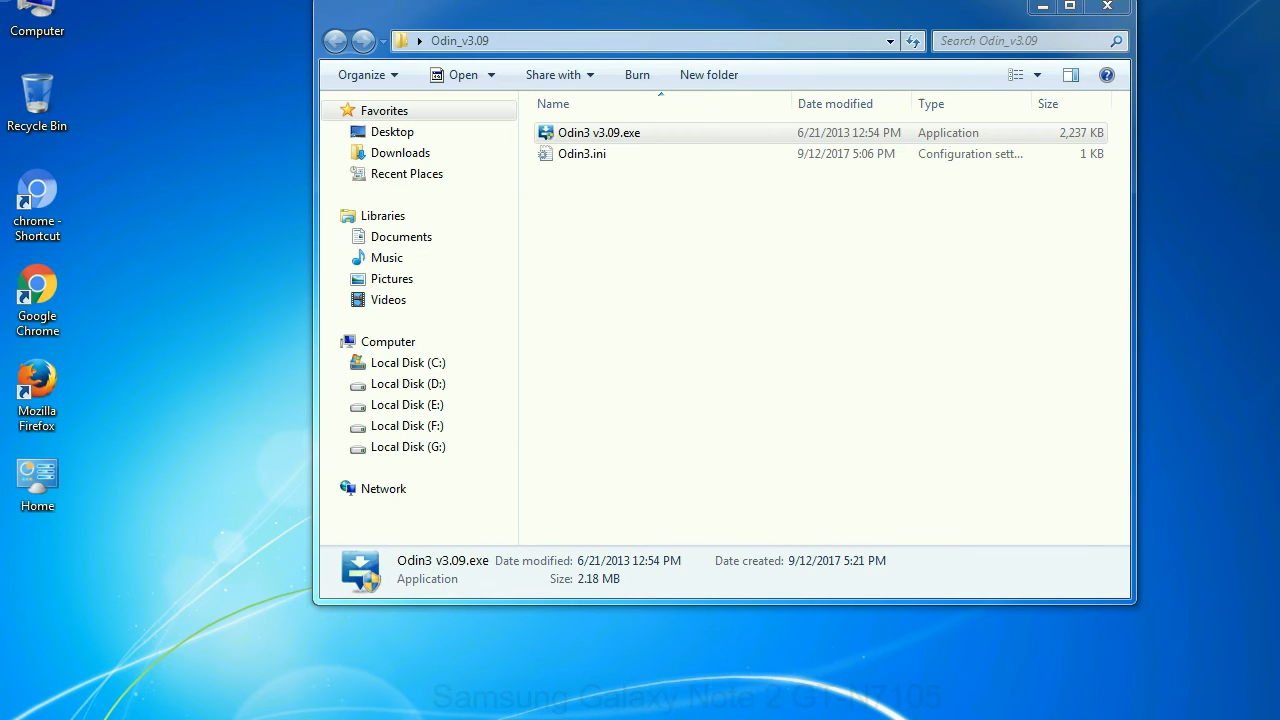 Computer
Recycle Bin
chrome -
Shortcut
Google
Chrome
Mozilla
Firefox
Home
Odin_v3.09
Search Odin_v3.09
Organize
Open
Share with
Burn
New folder
Name
Date modified
Type
Size
Favorites
Desktop
Downloads
Recent Places
Libraries
Documents
Music
Pictures
Videos
Computer
Local Disk (C:)
Local Disk (D:)
Local Disk (E:)
Local Disk (F:)
Local Disk (G:)
Network
Odin3 v3.09.exe 6/21/2013 12:54 PM Application 2,237 KB
Odin3.ini 9/12/2017 5:06 PM Configuration sett... 1 KB
Odin3 v3.09.exe Date modified: 6/21/2013 12:54 PM Date created: 9/12/2017 5:21 PM
Application Size: 2.18 MB
Samsung Galaxy Note 2 GT-N7105